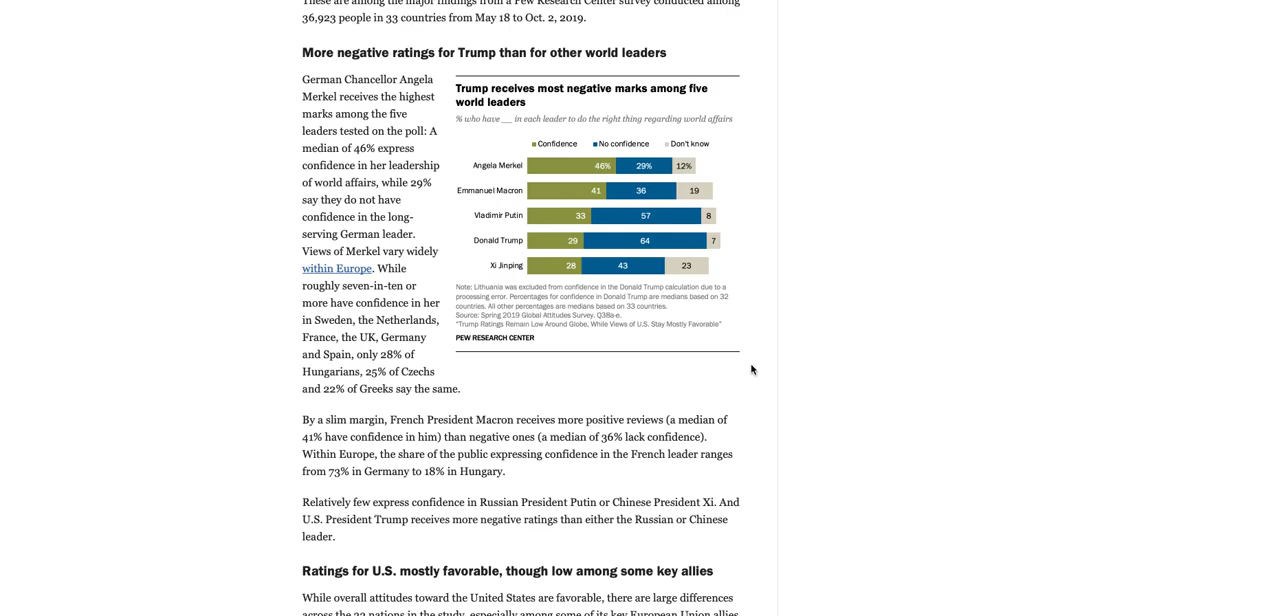 These are among the major findings from a Pew Research Center survey conducted among
36,923 people in 33 countries from May 18 to Oct. 2, 2019.
More negative ratings for Trump than for other world leaders
German Chancellor Angela
Merkel receives the highest
marks among the five
leaders tested on the poll: A
median of 46% express
confidence in her leadership
of world affairs, while 29%
say they do not have
confidence in the long-
serving German leader.
Views of Merkel vary widely
within Europe. While
roughly seven-in-ten or
more have confidence in her
in Sweden, the Netherlands,
France, the UK, Germany
and Spain, only 28% of
Hungarians, 25% of Czechs
and 22% of Greeks say the same.
Trump receives most negative marks among five
world leaders
% who have __ in each leader to do the right thing regarding world affairs
Confidence No confidence Don't know
Angela Merkel 46% 29% 12%
Emmanuel Macron 41 36 19
Vladimir Putin 33 57 8
Donald Trump 29 64 7
Xi Jinping 28 43 23
Note: Lithuania was excluded from confidence in the Donald Trump calculation due to a
processing error. Percentages for confidence in Donald Trump are medians based on 32
countries. All other percentages are medians based on 33 countries.
Source: Spring 2019 Global Attitudes Survey. Q38a-e.
"Trump Ratings Remain Low Around Globe, While Views of U.S. Stay Mostly Favorable"
PEW RESEARCH CENTER
By a slim margin, French President Macron receives more positive reviews (a median of
41% have confidence in him) than negative ones (a median of 36% lack confidence).
Within Europe, the share of the public expressing confidence in the French leader ranges
from 73% in Germany to 18% in Hungary.
Relatively few express confidence in Russian President Putin or Chinese President Xi. And
U.S. President Trump receives more negative ratings than either the Russian or Chinese
leader.
Ratings for U.S. mostly favorable, though low among some key allies
While overall attitudes toward the United States are favorable, there are large differences
across the 33 nations in the study, especially among some of its key European Union allies